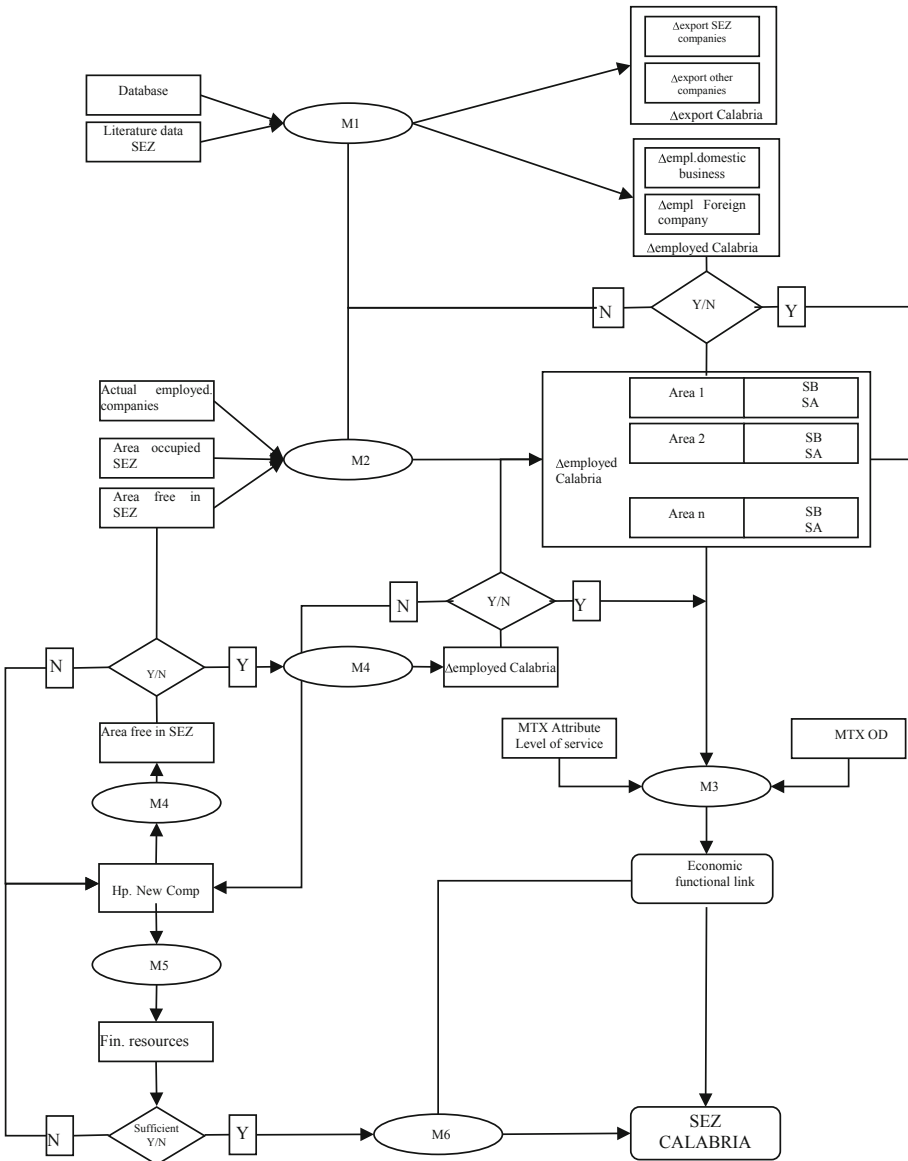 Δexport SEZ
companies
Δexport other
companies
Δexport Calabria
Database
Literature data
SEZ
M1
Δempl.domestic
business
Δempl Foreign
company
Δemployed Calabria
N
Y/N
Y
Actual employed.
companies
Area occupied
SEZ
Area free in
SEZ
M2
Δemployed
Calabria
Area 1
SB
SA
Area 2
SB
SA
Area n
SB
SA
N
Y/N
Y
N
Y/N
Y
M4
Δemployed Calabria
Area free in SEZ
MTX Attribute
Level of service
MTX OD
M4
M3
Hp. New Comp
Economic
functional link
M5
Fin. resources
N
Sufficient
Y/N
Y
M6
SEZ
CALABRIA